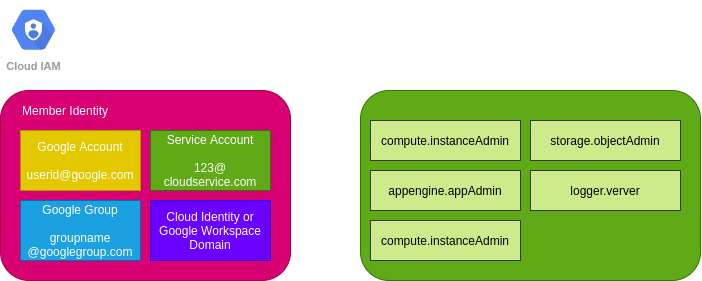 Cloud IAM
Member Identity
Google Account
userid@google.com
Service Account
123@
cloudservice.com
Google Group
groupname
@googlegroup.com
Cloud Identity or
Google Workspace
Domain
compute.instanceAdmin
storage.objectAdmin
appengine.appAdmin
logger.verver
compute.instanceAdmin